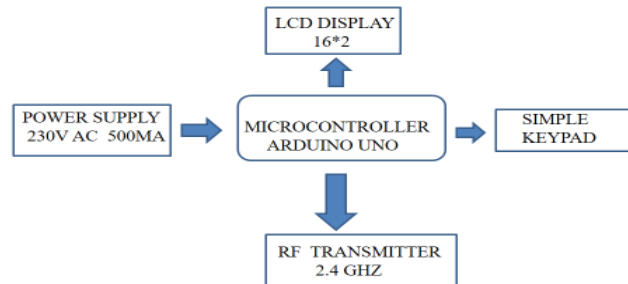 LCD DISPLAY
16*2
POWER SUPPLY
230V AC 500MA
MICROCONTROLLER
ARDUINO UNO
SIMPLE
KEYPAD
RF TRANSMITTER
2.4 GHZ